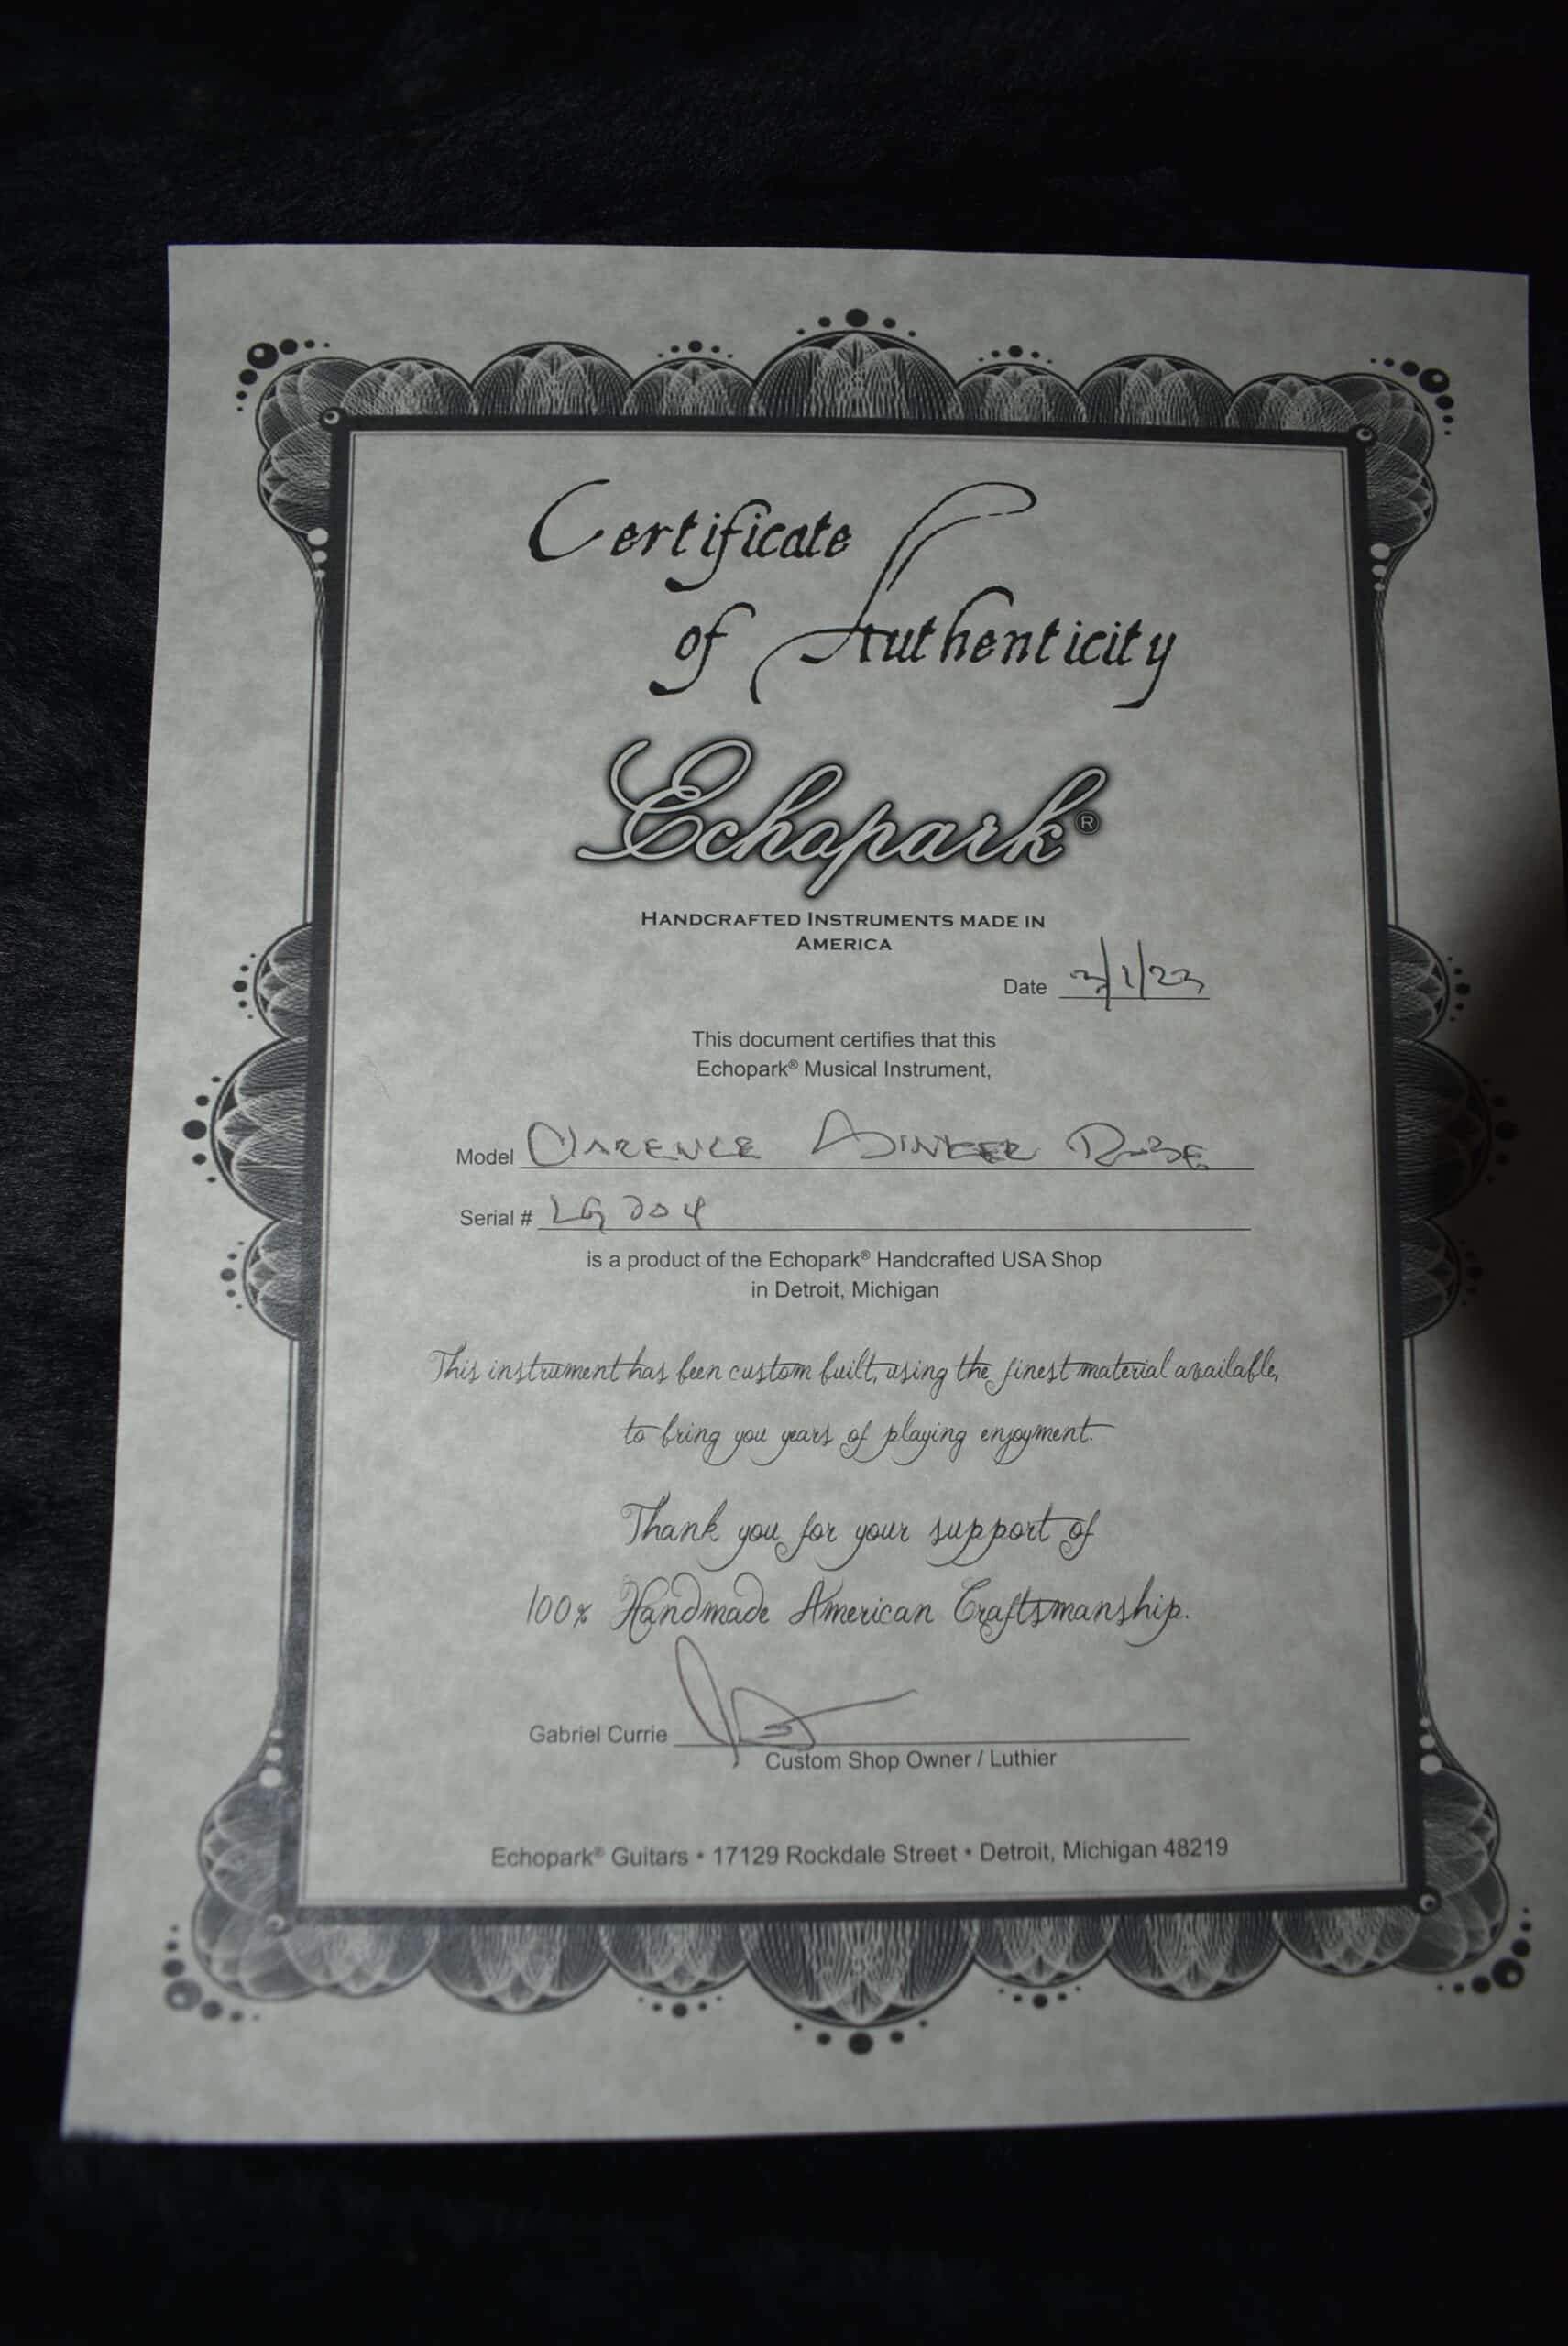 Certificate
of Authenticity
Echopark®
HANDCRAFTED INSTRUMENTS MADE IN
AMERICA
Date 3/1/23
This document certifies that this
Echopark® Musical Instrument,
Model CLARENCE
Serial # LG 204
is a product of the Echopark® Handcrafted USA Shop
in Detroit, Michigan
This instrument has been custom built, using the finest material available,
to bring you years of playing enjoyment.
Thank you for your support of
100% Handmade American Craftsmanship.
Gabriel Currie
Custom Shop Owner / Luthier
Echopark® Guitars • 17129 Rockdale Street • Detroit, Michigan 48219